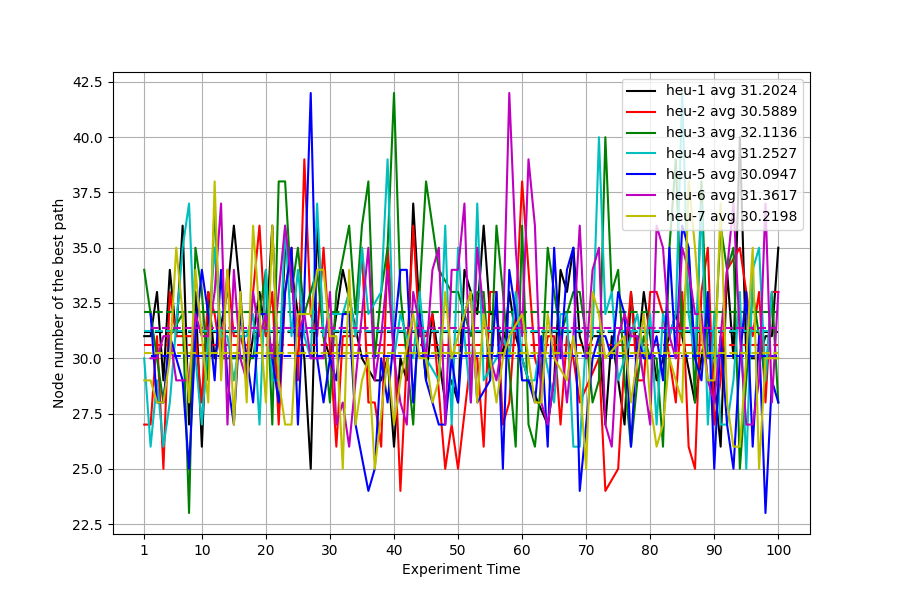 42.5
40.0
37.5
35.0
32.5
30.0
27.5
25.0
22.5
Node number of the best path
heu-1 avg 31.2024
heu-2 avg 30.5889
heu-3 avg 32.1136
heu-4 avg 31.2527
heu-5 avg 30.0947
heu-6 avg 31.3617
heu-7 avg 30.2198
1 10 20 30 40 50 60 70 80 90 100
Experiment Time